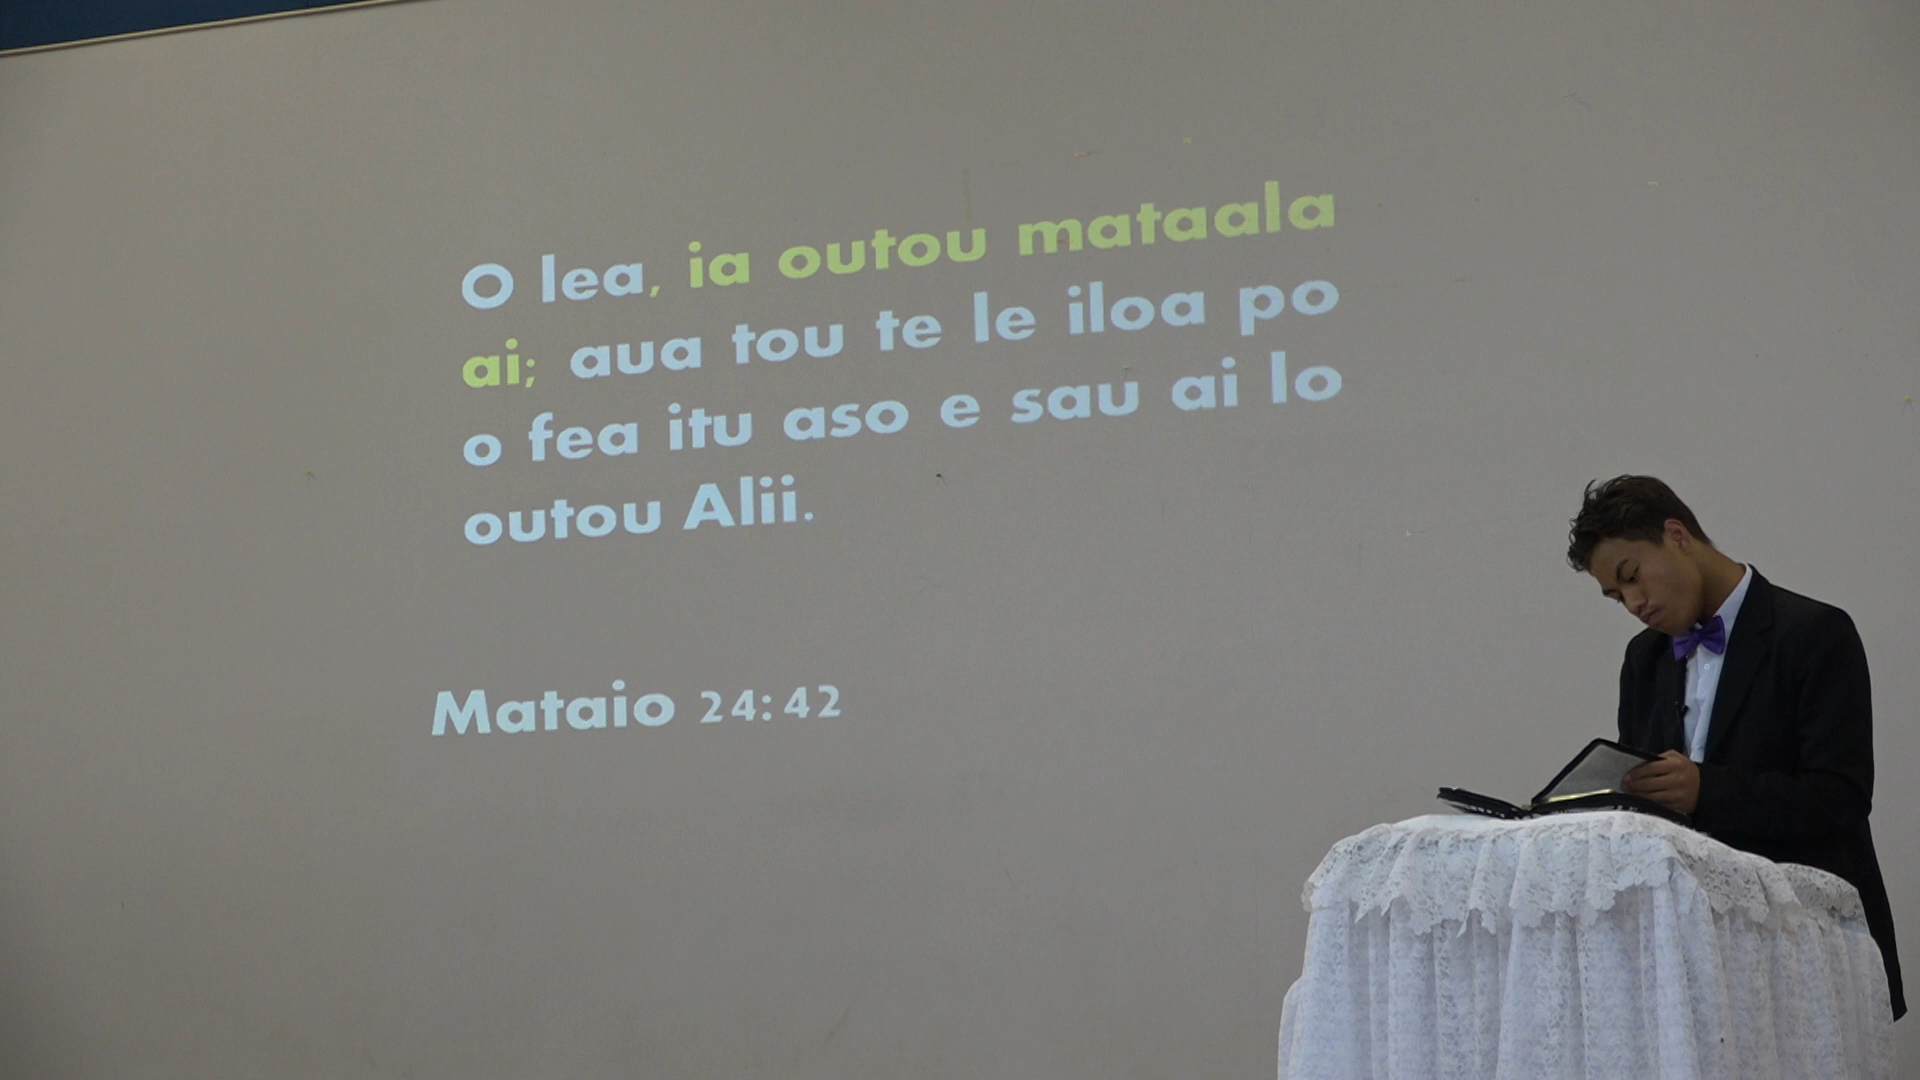 O lea, ia outou mataala
ai; aua tou te le iloa po
o fea itu aso e sau ai lo
outou Alii.
Mataio 24:42